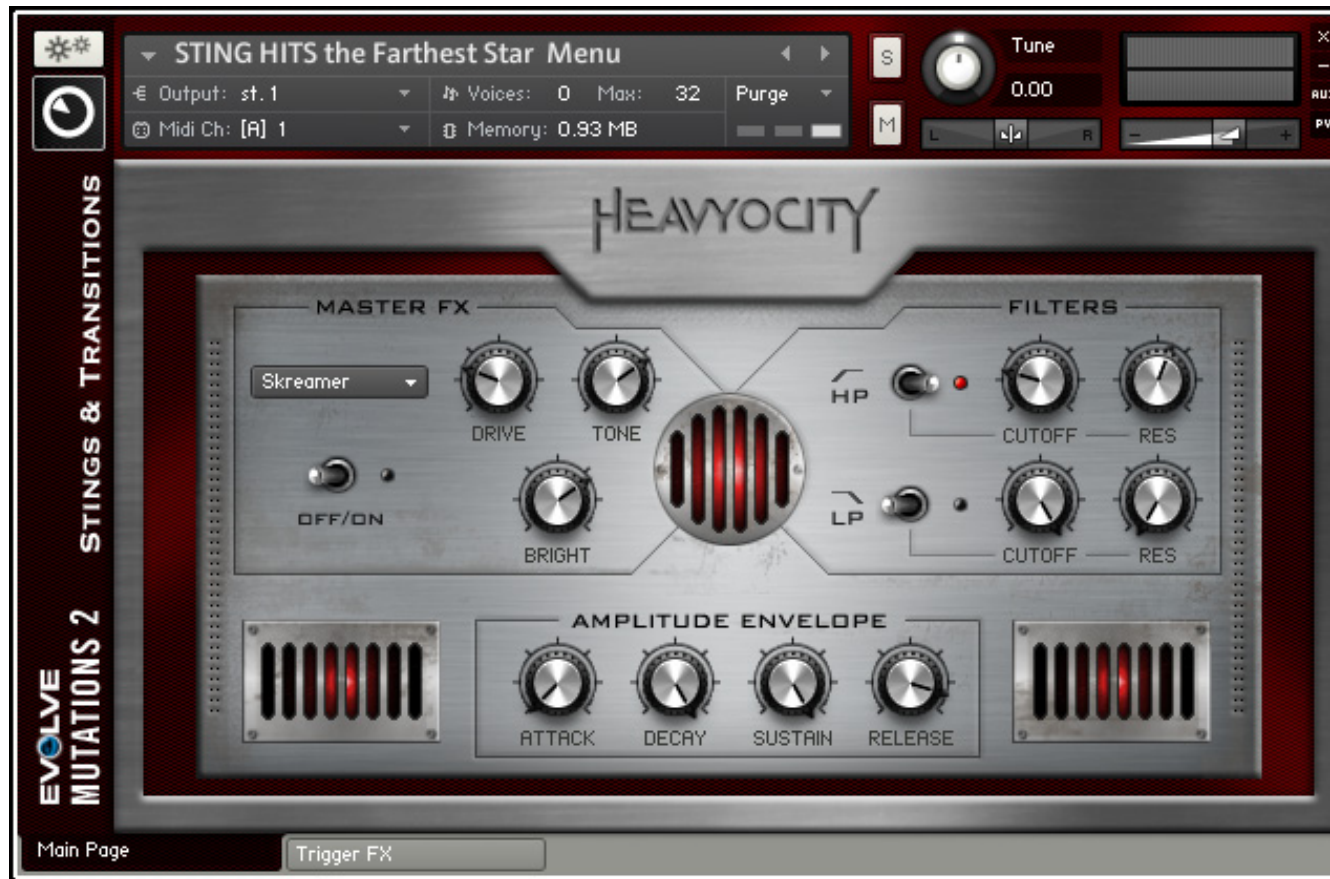 STING HITS the Farthest Star Menu
Output: st. 1
Voices: 0 Max: 32
Purge
Midi Ch: [A] 1
Memory: 0.93 MB
S
M
Tune
0.00
L
R
-
+
×
-
AUX
PV
HEAVYOCITY
MASTER FX
FILTERS
Skreamer
DRIVE
TONE
HP
CUTOFF
RES
OFF/ON
BRIGHT
LP
CUTOFF
RES
AMPLITUDE ENVELOPE
ATTACK
DECAY
SUSTAIN
RELEASE
EVOLVE
MUTATIONS 2
STINGS & TRANSITIONS
Main Page
Trigger FX